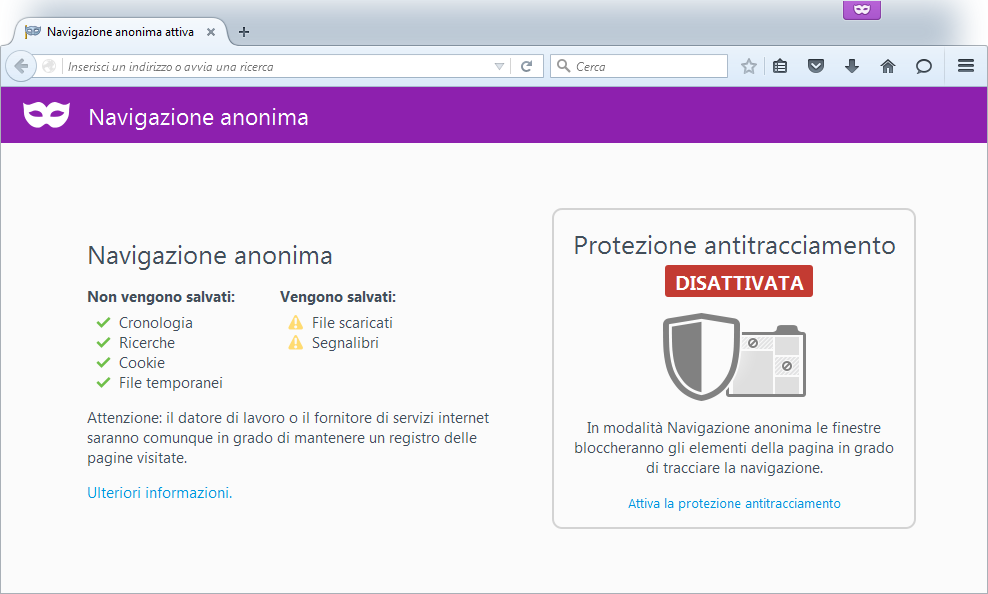 Navigazione anonima attiva
Inserisci un indirizzo o avvia una ricerca
Cerca
Navigazione anonima
Navigazione anonima
Non vengono salvati:
Cronologia
Ricerche
Cookie
File temporanei
Vengono salvati:
File scaricati
Segnalibri
Attenzione: il datore di lavoro o il fornitore di servizi internet
saranno comunque in grado di mantenere un registro delle
pagine visitate.
Ulteriori informazioni.
Protezione antitracciamento
DISATTIVATA
In modalità Navigazione anonima le finestre
bloccheranno gli elementi della pagina in grado
di tracciare la navigazione.
Attiva la protezione antitracciamento